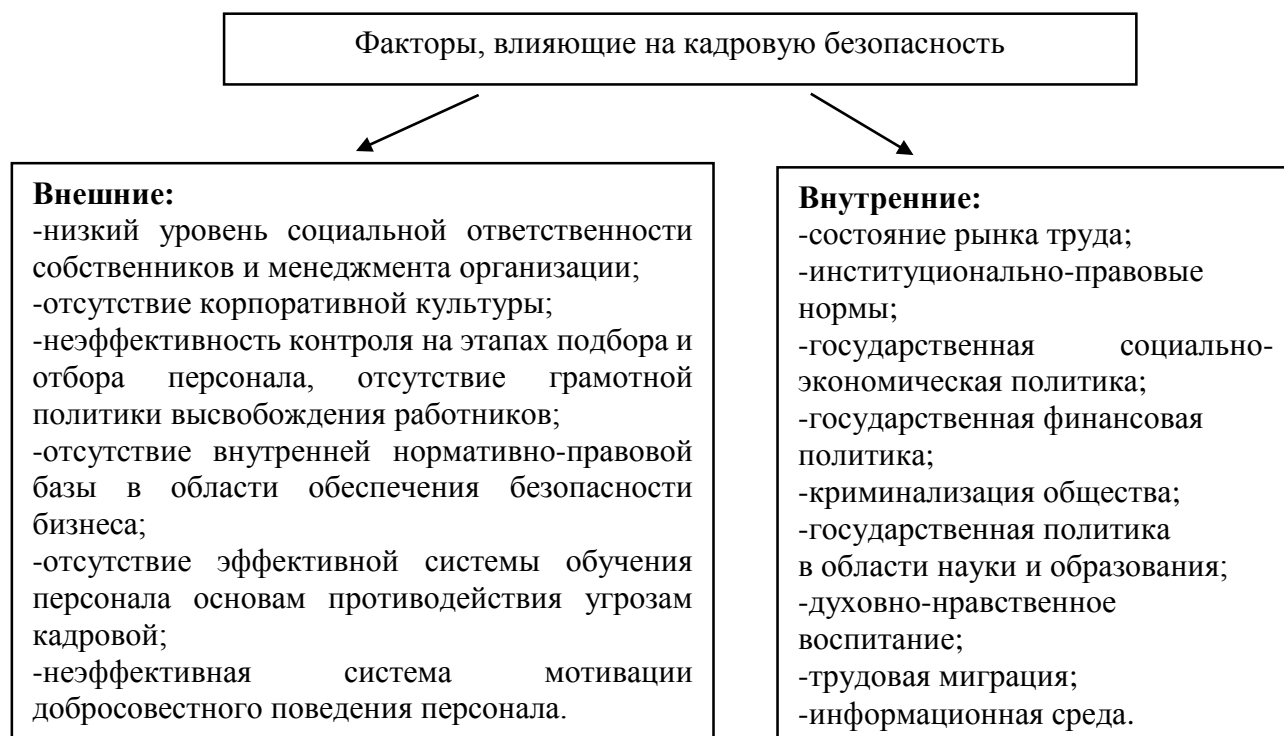 Факторы, влияющие на кадровую безопасность
Внешние:
-низкий уровень социальной ответственности
собственников и менеджмента организации;
-отсутствие корпоративной культуры;
-неэффективность контроля на этапах подбора и
отбора персонала, отсутствие грамотной
политики высвобождения работников;
-отсутствие внутренней нормативно-правовой
базы в области обеспечения безопасности
бизнеса;
-отсутствие эффективной системы обучения
персонала основам противодействия угрозам
кадровой;
-неэффективная система мотивации
добросовестного поведения персонала.
Внутренние:
-состояние рынка труда;
-институционально-правовые
нормы;
-государственная социально-
экономическая политика;
-государственная финансовая
политика;
-криминализация общества;
-государственная политика
в области науки и образования;
-духовно-нравственное
воспитание;
-трудовая миграция;
-информационная среда.